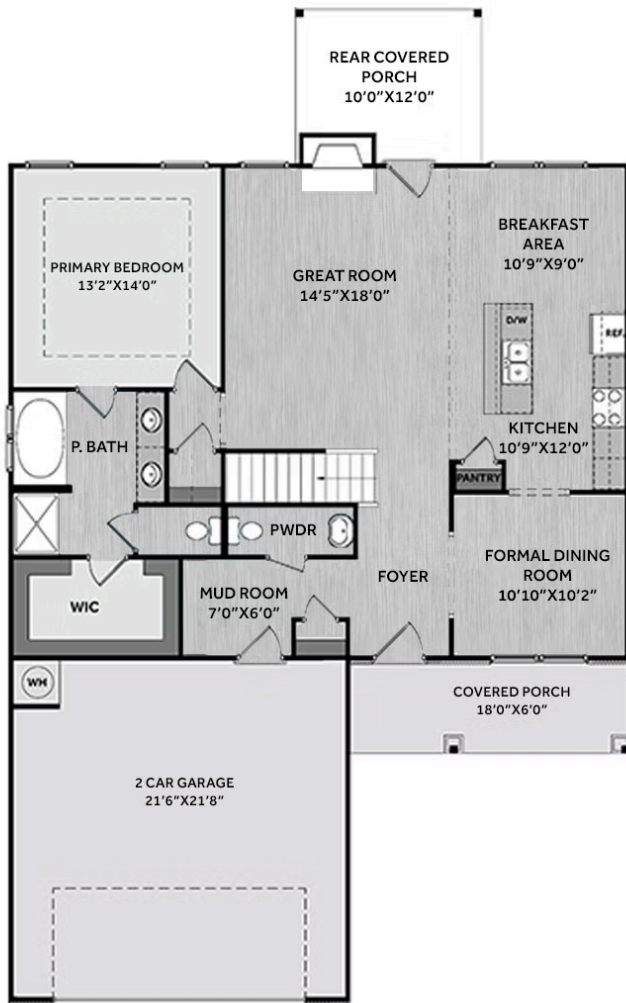 REAR COVERED
PORCH
10'0"X12'0"
BREAKFAST
AREA
10'9"X9'0"
PRIMARY BEDROOM
13'2"X14'0"
GREAT ROOM
14'5"X18'0"
D/W
REF.
P. BATH
KITCHEN
10'9"X12'0"
PANTRY
PWDR
FORMAL DINING
ROOM
10'10"X10'2"
FOYER
MUD ROOM
7'0"X6'0"
WIC
WH
COVERED PORCH
18'0"X6'0"
2 CAR GARAGE
21'6"X21'8"